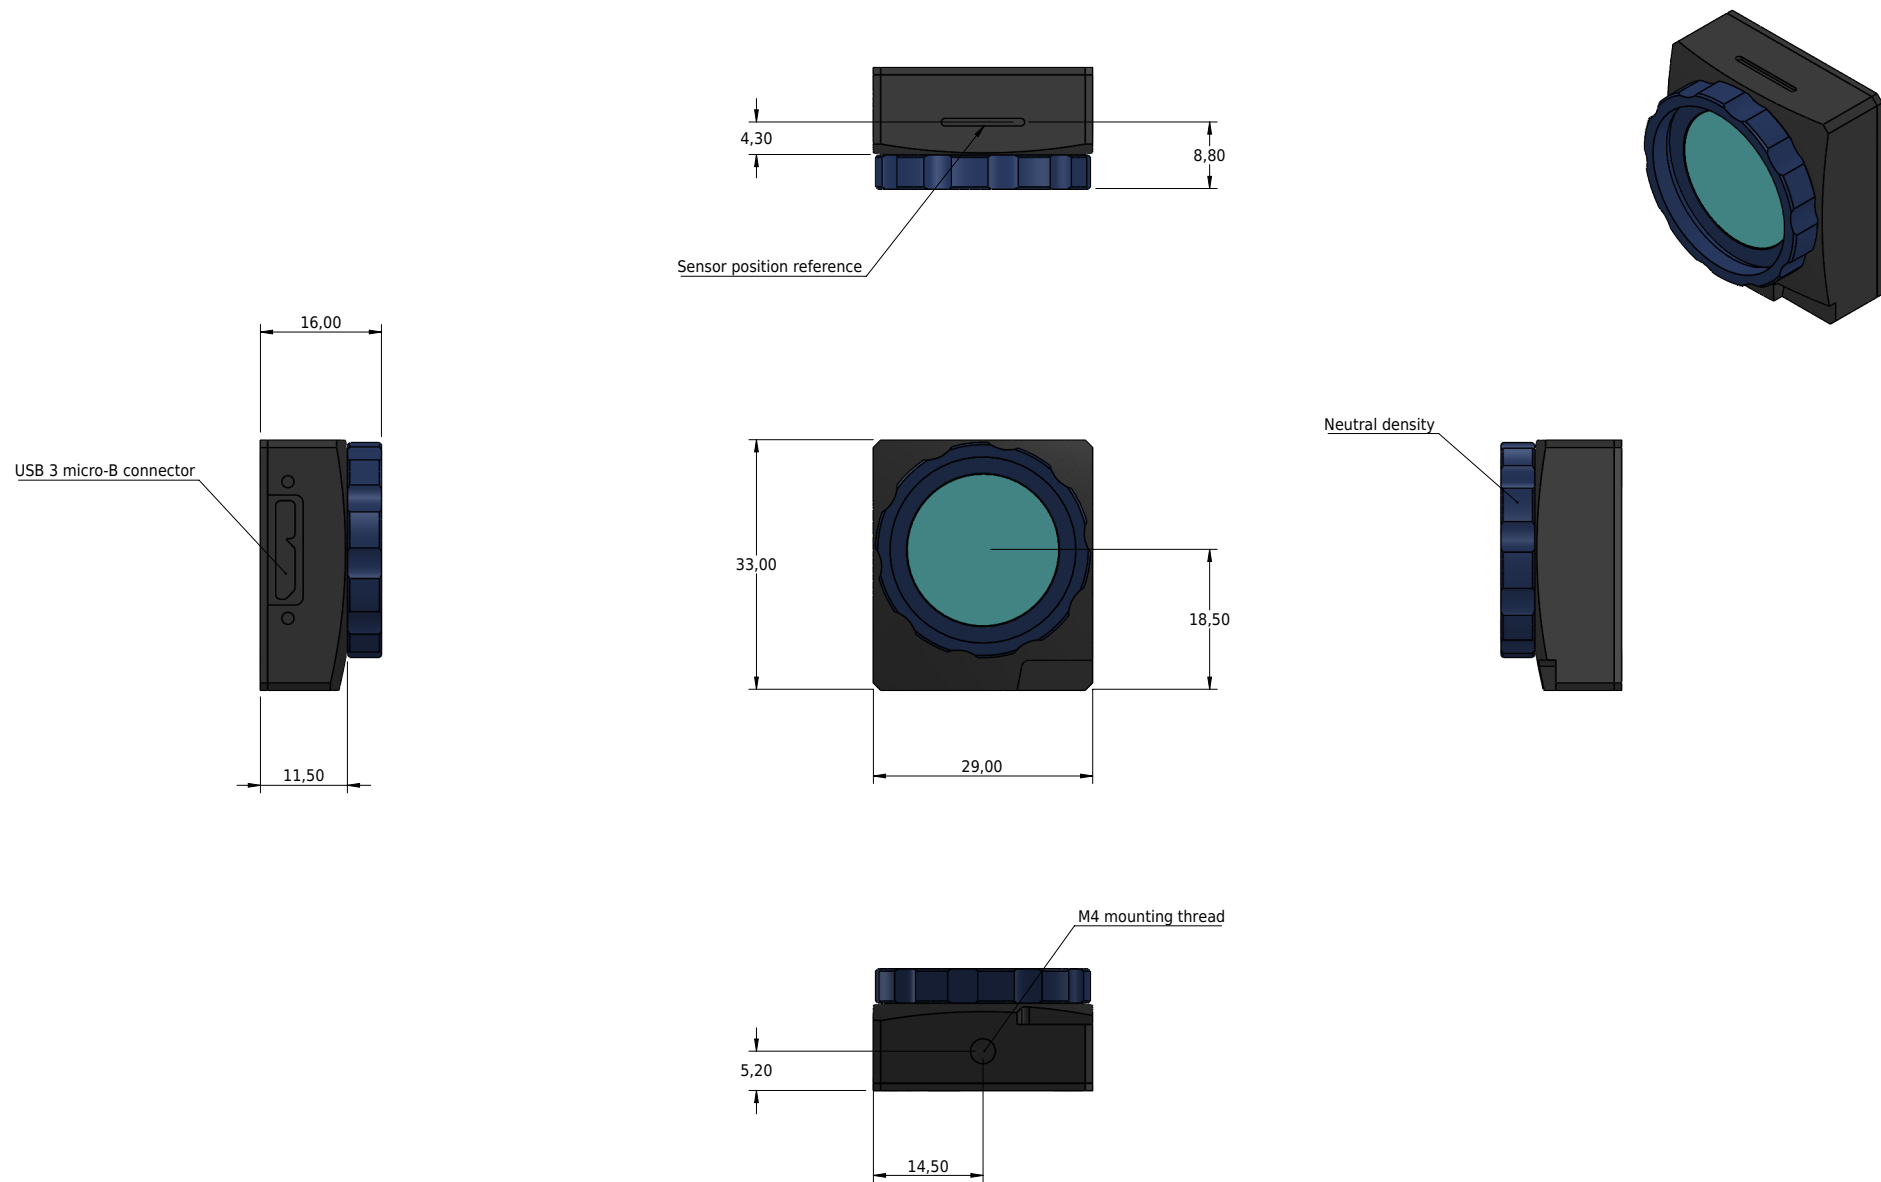 4,30
8,80
Sensor position reference
16,00
Neutral density
USB 3 micro-B connector
33,00
18,50
29,00
11,50
M4 mounting thread
5,20
14,50